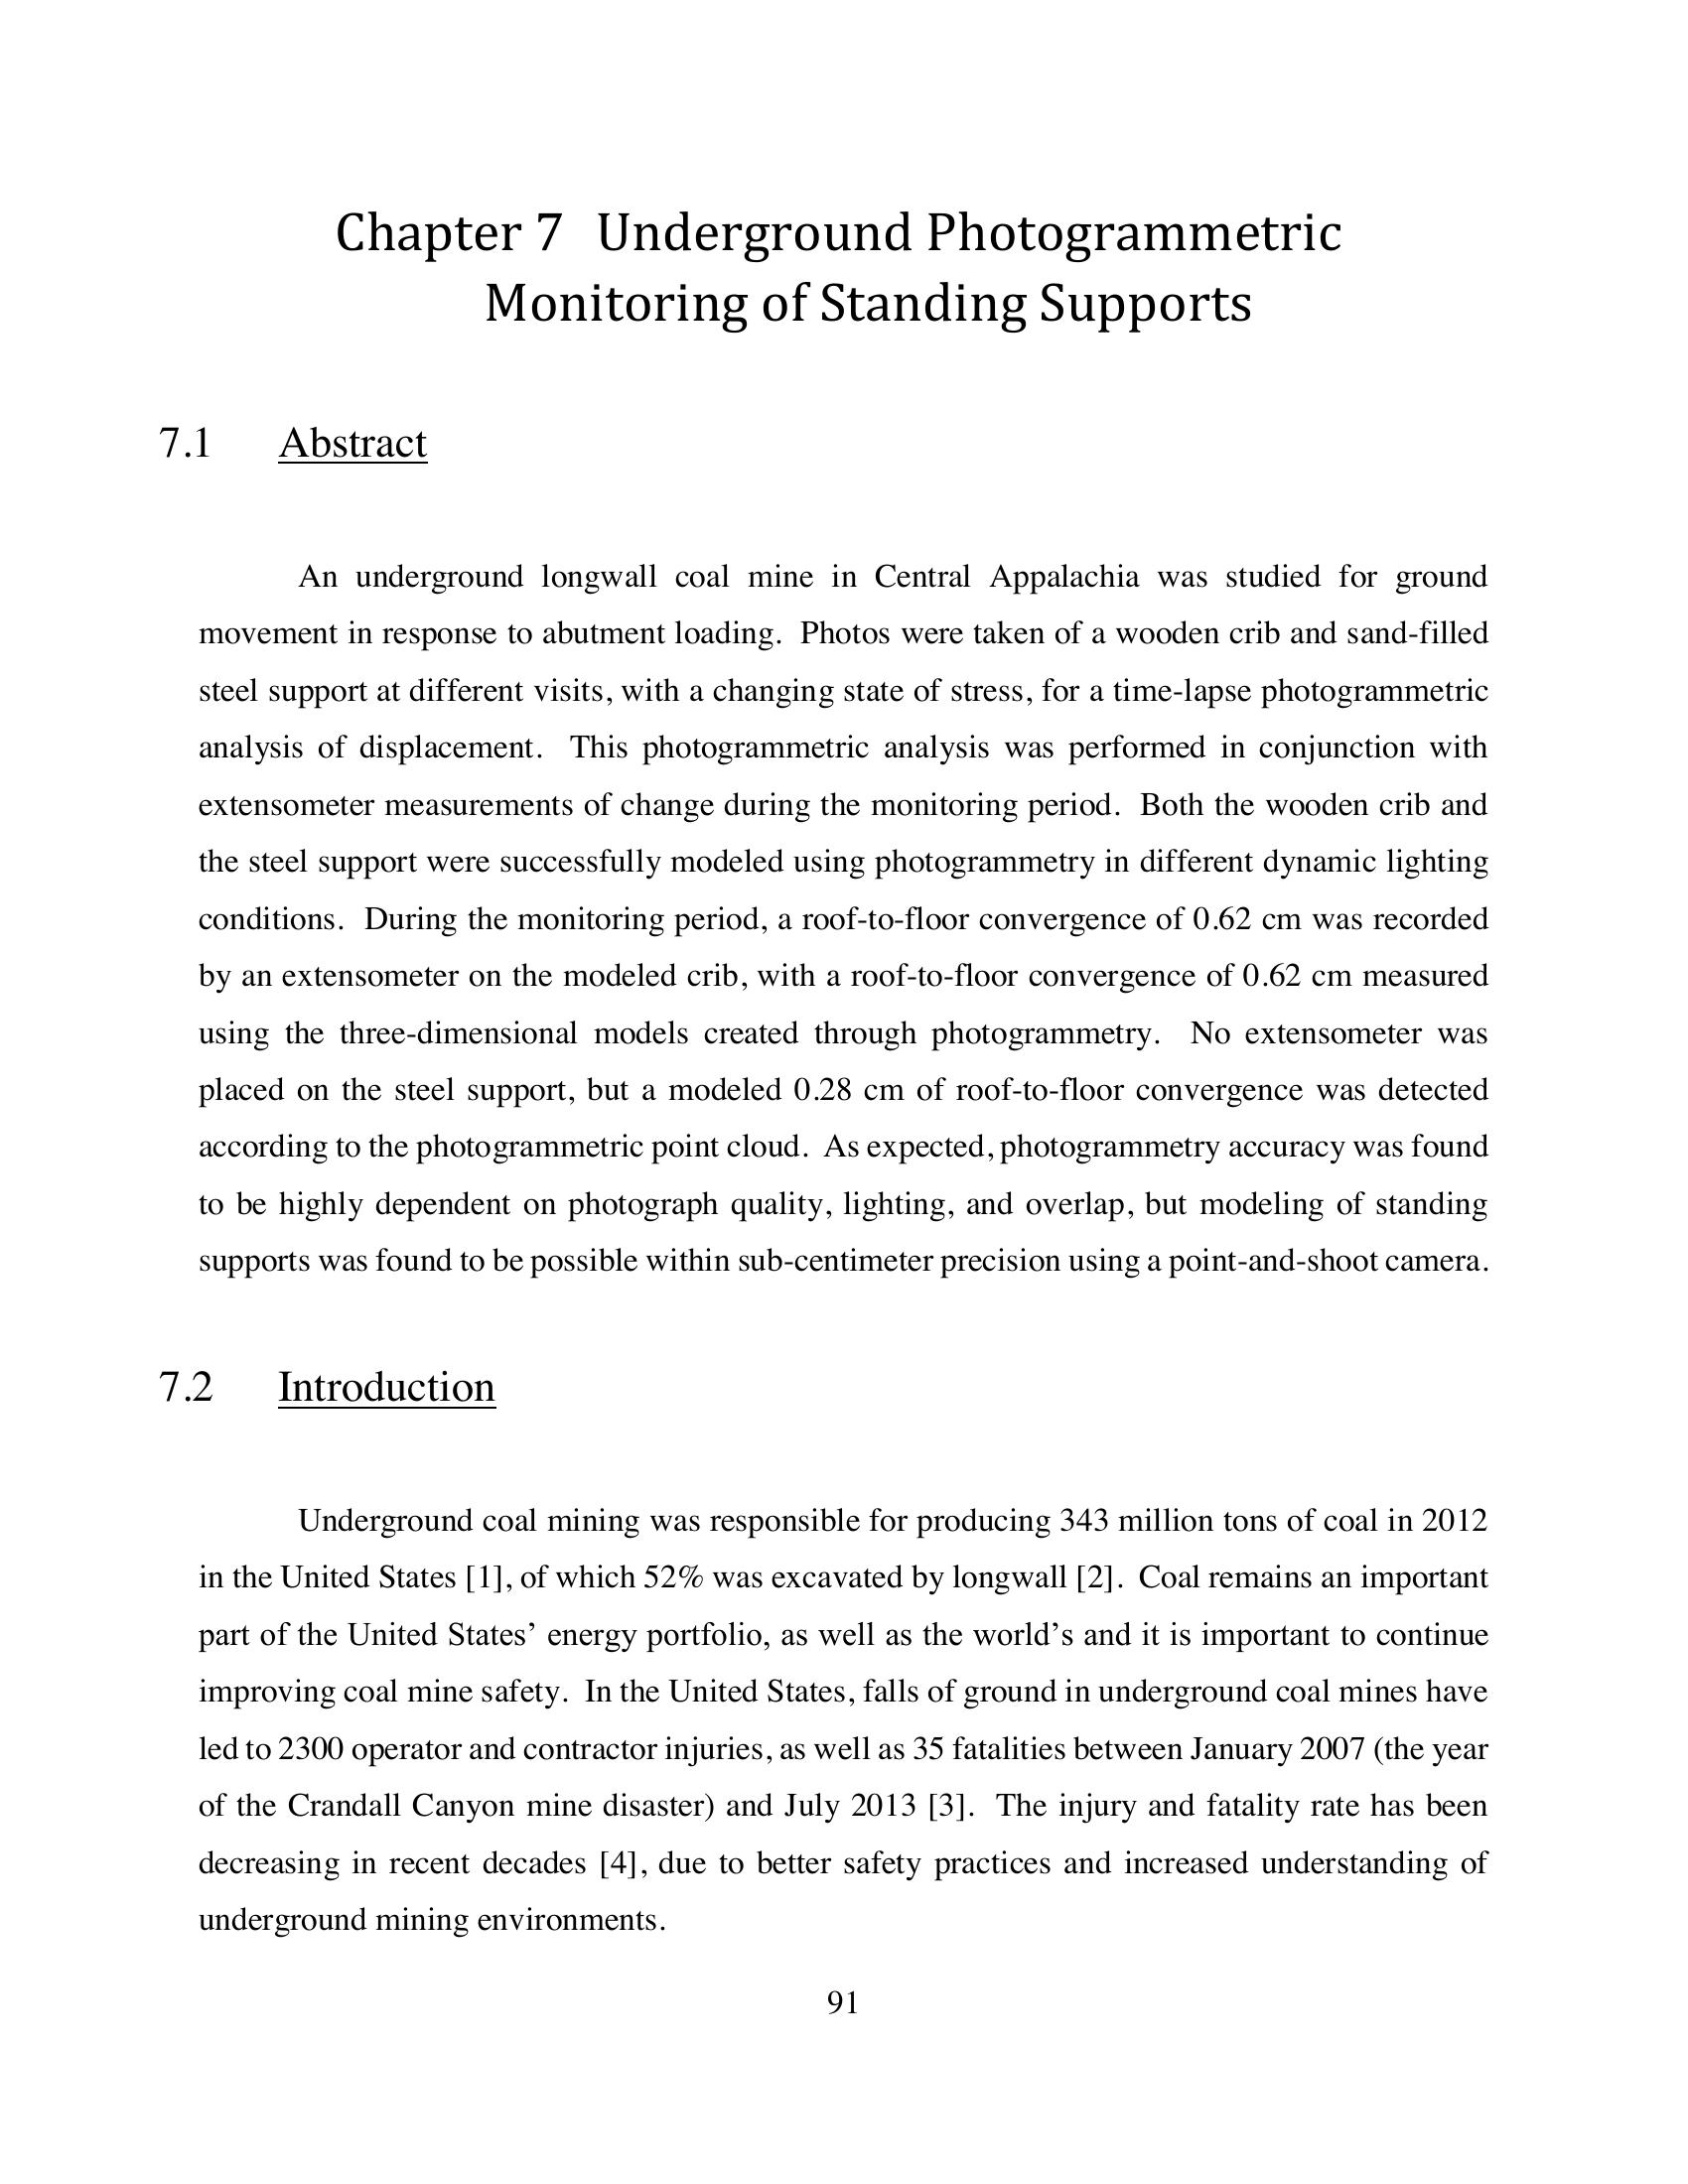 Chapter 7 Underground Photogrammetric
Monitoring of Standing Supports
7.1 Abstract
An underground longwall coal mine in Central Appalachia was studied for ground
movement in response to abutment loading. Photos were taken of a wooden crib and sand-filled
steel support at different visits, with a changing state of stress, for a time-lapse photogrammetric
analysis of displacement. This photogrammetric analysis was performed in conjunction with
extensometer measurements of change during the monitoring period. Both the wooden crib and
the steel support were successfully modeled using photogrammetry in different dynamic lighting
conditions. During the monitoring period, a roof-to-floor convergence of 0.62 cm was recorded
by an extensometer on the modeled crib, with a roof-to-floor convergence of 0.62 cm measured
using the three-dimensional models created through photogrammetry. No extensometer was
placed on the steel support, but a modeled 0.28 cm of roof-to-floor convergence was detected
according to the photogrammetric point cloud. As expected, photogrammetry accuracy was found
to be highly dependent on photograph quality, lighting, and overlap, but modeling of standing
supports was found to be possible within sub-centimeter precision using a point-and-shoot camera.
7.2 Introduction
Underground coal mining was responsible for producing 343 million tons of coal in 2012
in the United States [1], of which 52% was excavated by longwall [2]. Coal remains an important
part of the United States’ energy portfolio, as well as the world’s and it is important to continue
improving coal mine safety. In the United States, falls of ground in underground coal mines have
led to 2300 operator and contractor injuries, as well as 35 fatalities between January 2007 (the year
of the Crandall Canyon mine disaster) and July 2013 [3]. The injury and fatality rate has been
decreasing in recent decades [4], due to better safety practices and increased understanding of
underground mining environments.
91